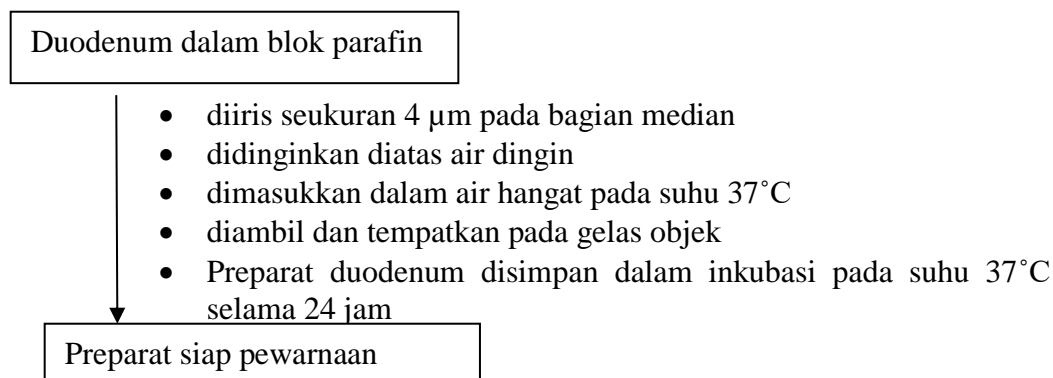 Duodenum dalam blok parafin
• diiris seukuran 4 µm pada bagian median
• didinginkan diatas air dingin
• dimasukkan dalam air hangat pada suhu 37˚C
• diambil dan tempatkan pada gelas objek
• Preparat duodenum disimpan dalam inkubasi pada suhu 37˚C
selama 24 jam
Preparat siap pewarnaan